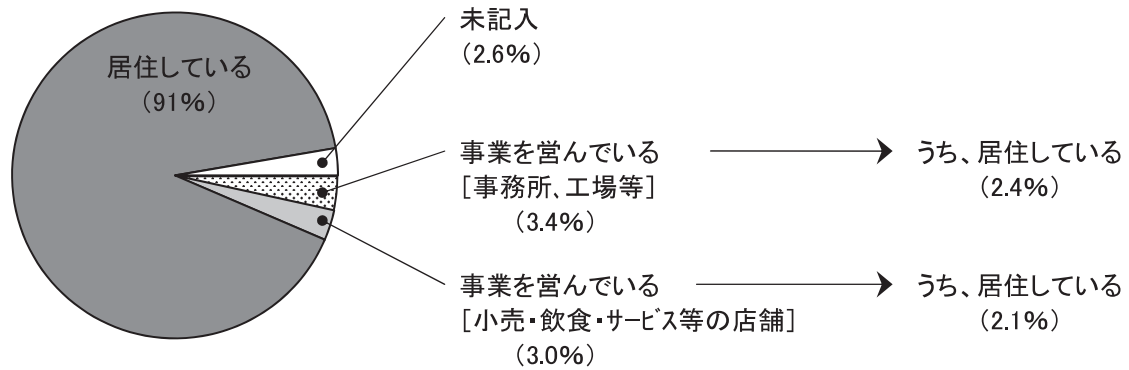 居住している
（91%）
未記入
（2.6%）
事業を営んでいる
［事務所、工場等］
（3.4%）
うち、居住している
（2.4%）
事業を営んでいる
［小売・飲食・サービス等の店舗］
（3.0%）
うち、居住している
（2.1%）